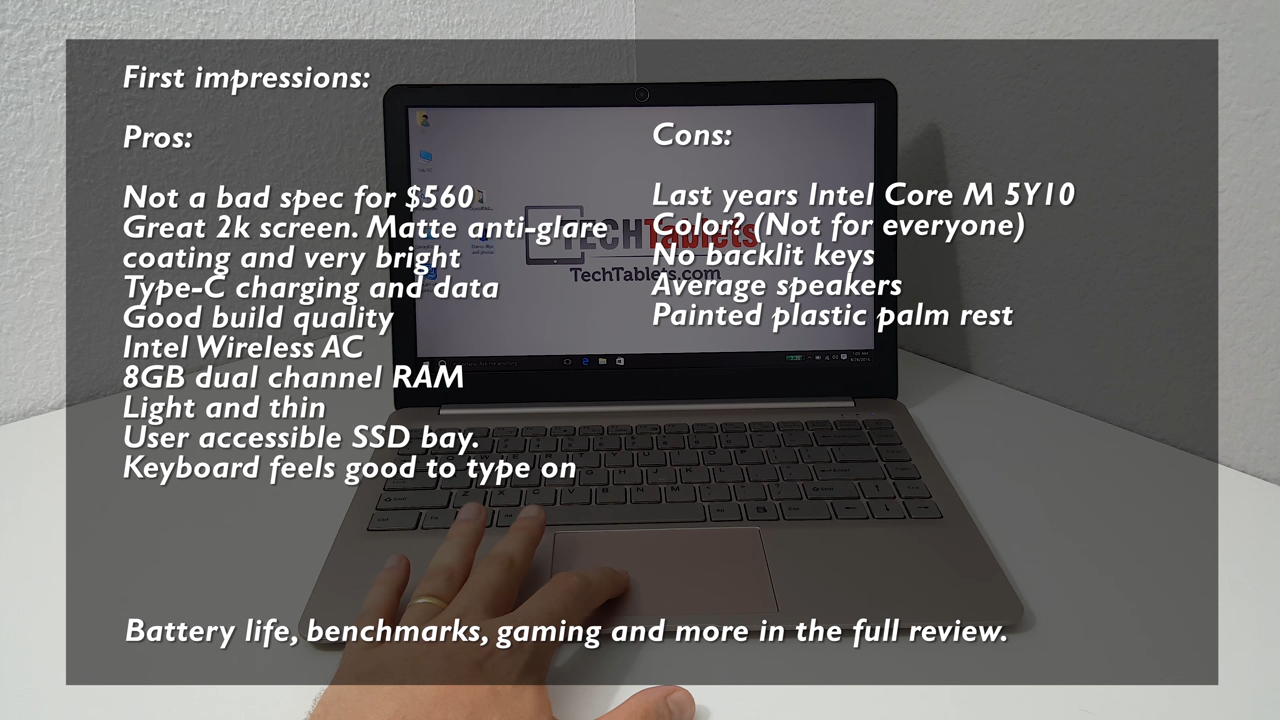 First impressions:
Pros:
Not a bad spec for $560
Great 2k screen. Matte anti-glare
coating and very bright
Type-C charging and data
Good build quality
Intel Wireless AC
8GB dual channel RAM
Light and thin
User accessible SSD bay.
Keyboard feels good to type on
Cons:
Last years Intel Core M 5Y10
Color? (Not for everyone)
No backlit keys
Average speakers
Painted plastic palm rest
TECHTablets
TechTablets.com
Battery life, benchmarks, gaming and more in the full review.